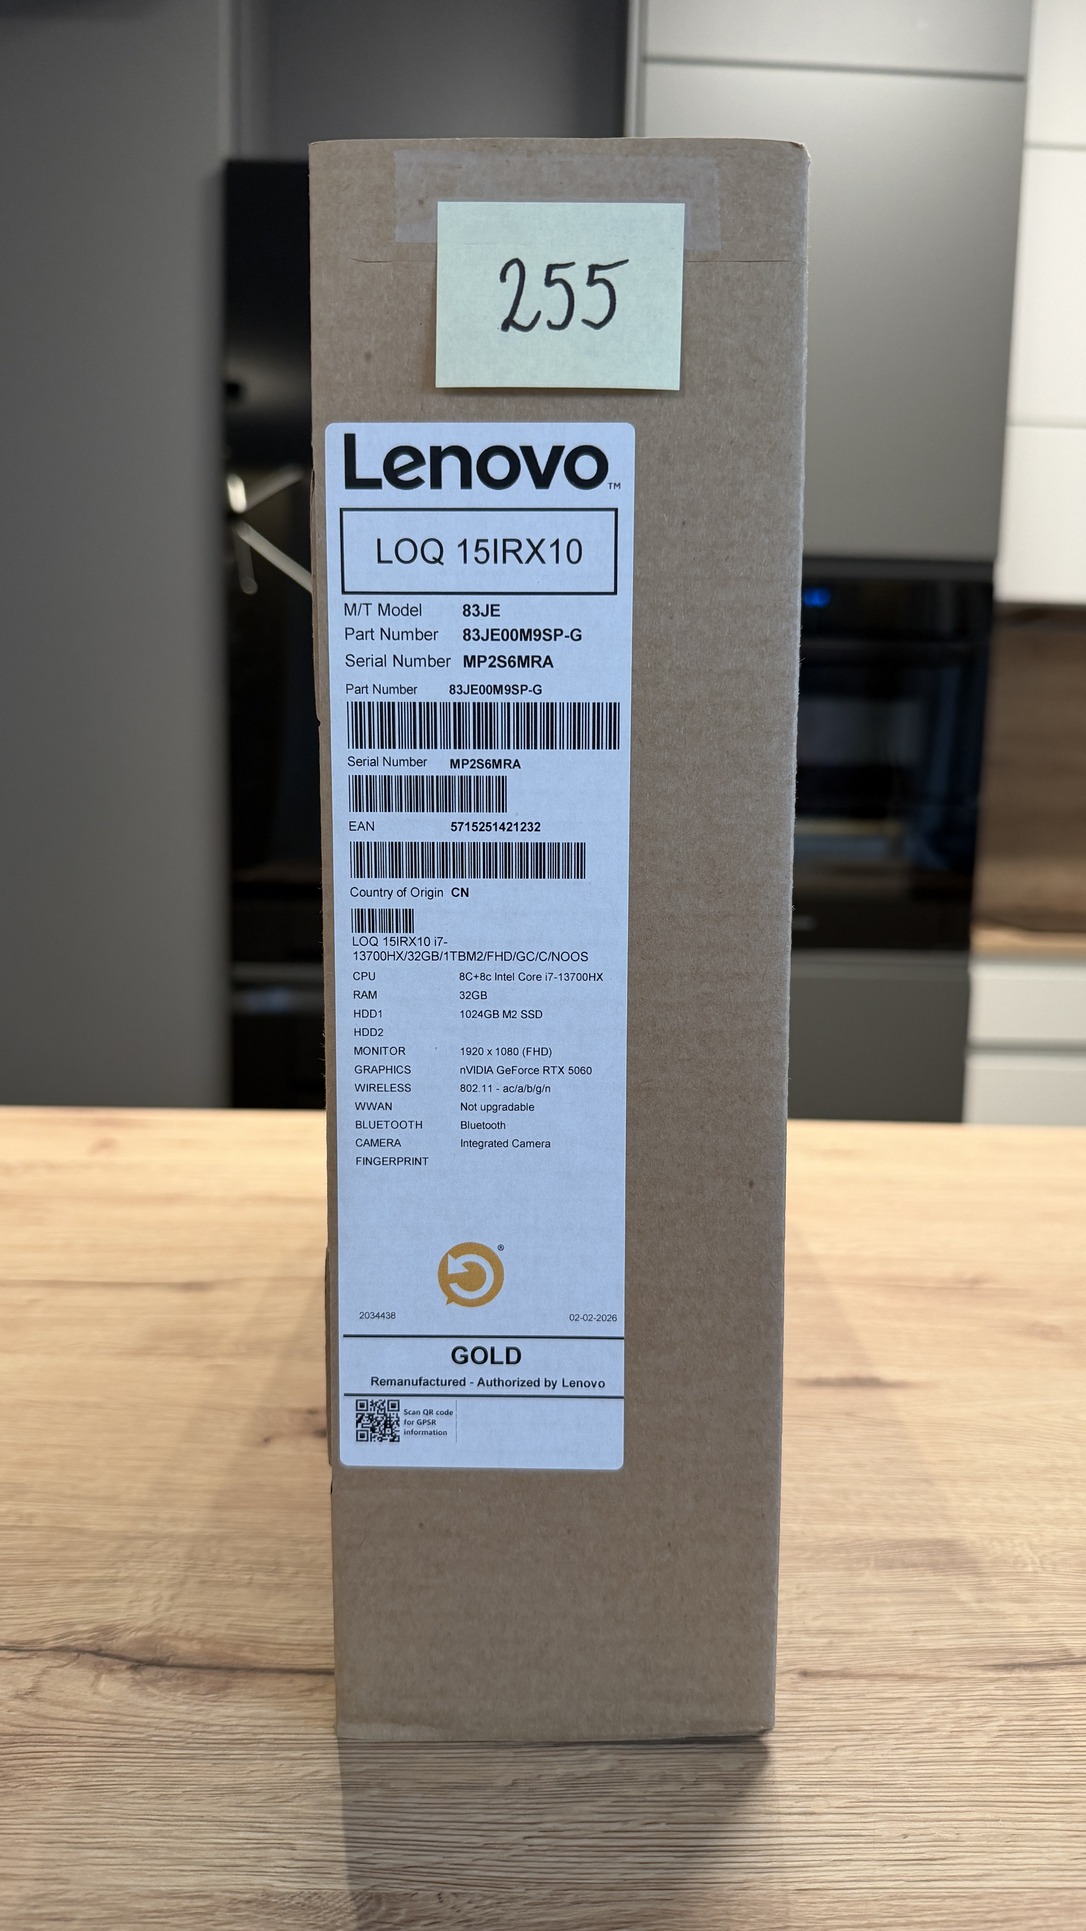 255
Lenovo™
LOQ 15IRX10
M/T Model 83JE
Part Number 83JE00M9SP-G
Serial Number MP2S6MRA
Part Number 83JE00M9SP-G
Serial Number MP2S6MRA
EAN 5715251421232
Country of Origin CN
LOQ 15IRX10 i7-
13700HX/32GB/1TBM2/FHD/GC/C/NOOS
CPU 8C+8c Intel Core i7-13700HX
RAM 32GB
HDD1 1024GB M2 SSD
HDD2
MONITOR 1920 x 1080 (FHD)
GRAPHICS nVIDIA GeForce RTX 5060
WIRELESS 802.11 - ac/a/b/g/n
WWAN Not upgradable
BLUETOOTH Bluetooth
CAMERA Integrated Camera
FINGERPRINT
®
2034438 02-02-2026
GOLD
Remanufactured - Authorized by Lenovo
Scan QR code
for GPSR
information